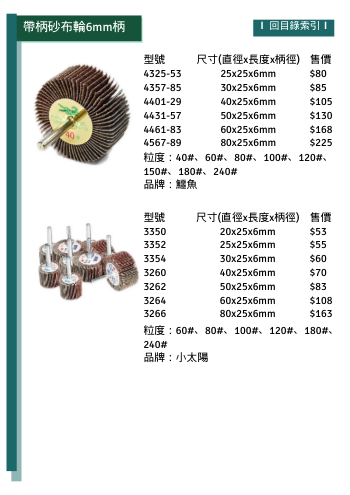 帶柄砂布輪6mm柄
回目錄索引
型號 尺寸(直徑x長度x柄徑) 售價
4325-53 25x25x6mm $80
4357-85 30x25x6mm $85
4401-29 40x25x6mm $105
4431-57 50x25x6mm $130
4461-83 60x25x6mm $168
4567-89 80x25x6mm $225
粒度：40#、60#、80#、100#、120#、
150#、180#、240#
品牌：鱷魚
型號 尺寸(直徑x長度x柄徑) 售價
3350 20x25x6mm $53
3352 25x25x6mm $55
3354 30x25x6mm $60
3260 40x25x6mm $70
3262 50x25x6mm $83
3264 60x25x6mm $108
3266 80x25x6mm $163
粒度：60#、80#、100#、120#、180#、
240#
品牌：小太陽